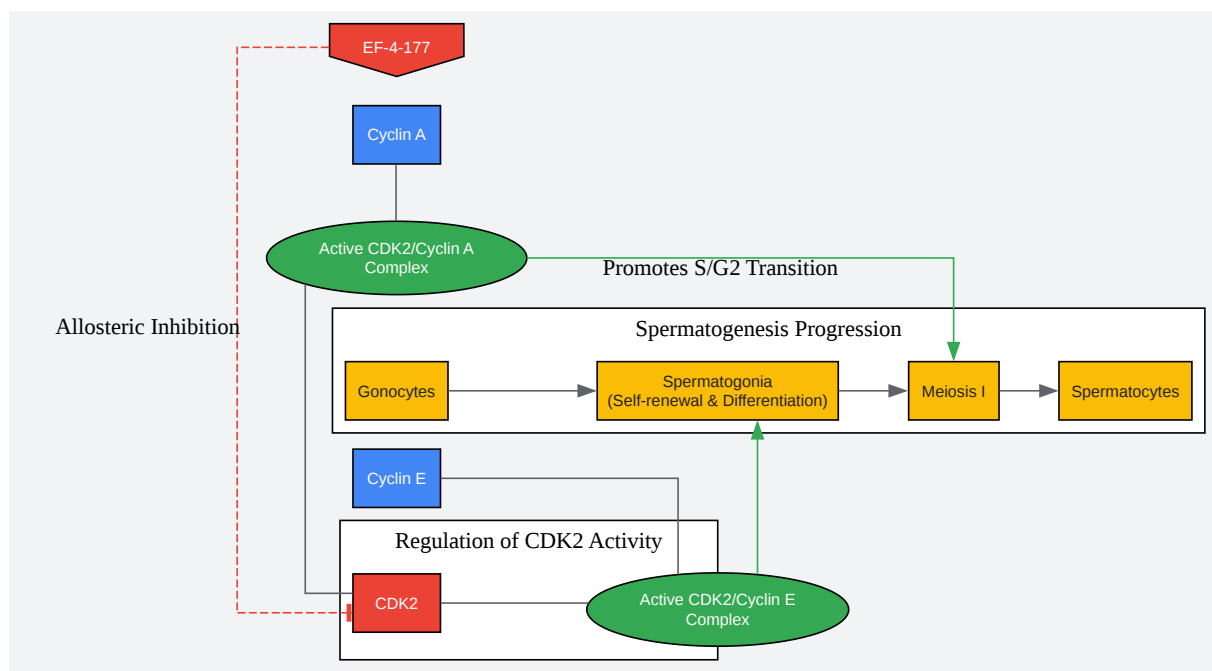 EF-4-177
Cyclin A
Active CDK2/Cyclin A
Complex
Promotes S/G2 Transition
Allosteric Inhibition
Spermatogenesis Progression
Gonocytes
Spermatogonia
(Self-renewal & Differentiation)
Meiosis I
Spermatocytes
Cyclin E
Regulation of CDK2 Activity
CDK2
Active CDK2/Cyclin E
Complex